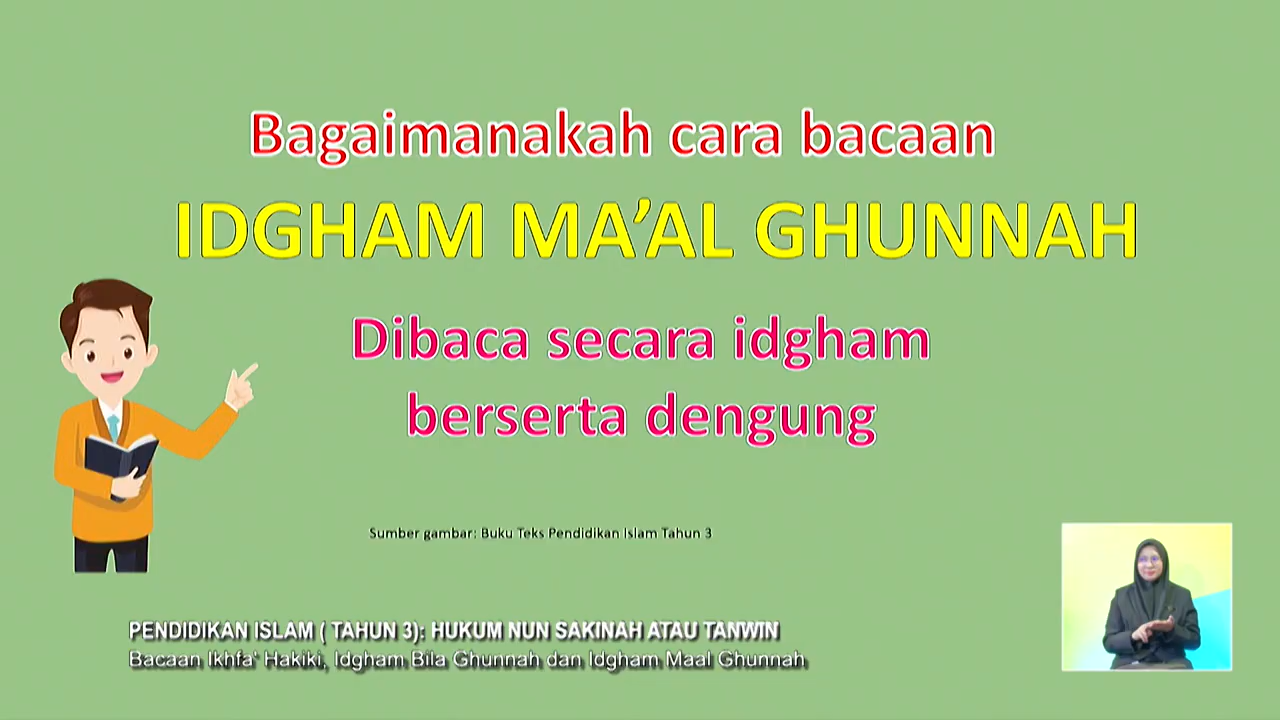 Bagaimanakah cara bacaan
IDGHAM MA’AL GHUNNAH
Dibaca secara idgham
berserta dengung
Sumber gambar: Buku Teks Pendidikan Islam Tahun 3
PENDIDIKAN ISLAM ( TAHUN 3): HUKUM NUN SAKINAH ATAU TANWIN
Bacaan Ikhfa' Hakiki, Idgham Bila Ghunnah dan Idgham Maal Ghunnah